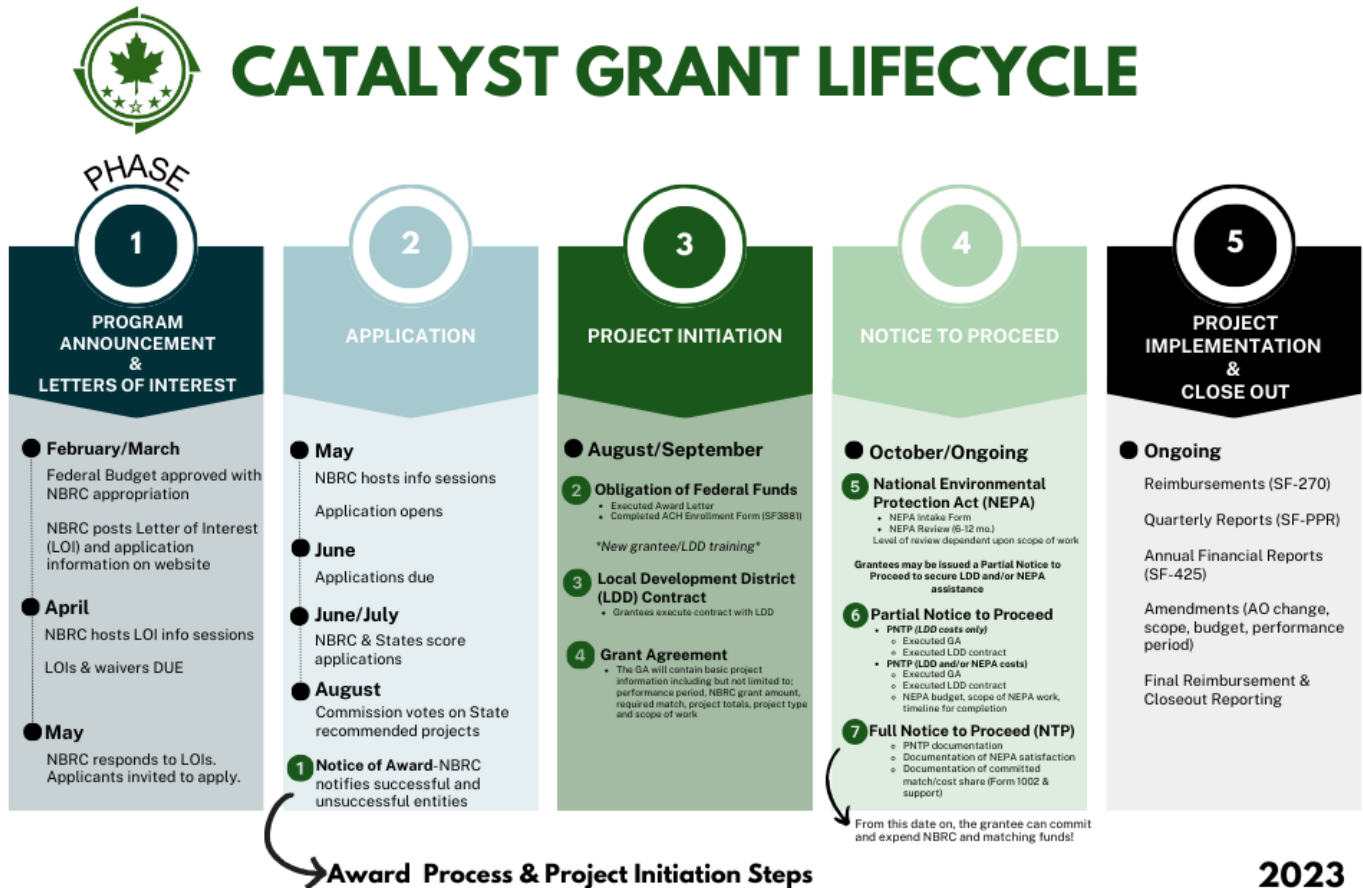 CATALYST GRANT LIFECYCLE
PHASE
1
PROGRAM
ANNOUNCEMENT
&
LETTERS OF INTEREST
February/March
Federal Budget approved with
NBRC appropriation
NBRC posts Letter of Interest
(LOI) and application
information on website
April
NBRC hosts LOI info sessions
LOIs & waivers DUE
May
NBRC responds to LOIs.
Applicants invited to apply.
2
APPLICATION
May
NBRC hosts info sessions
Application opens
June
Applications due
June/July
NBRC & States score
applications
August
Commission votes on State
recommended projects
1 Notice of Award-NBRC
notifies successful and
unsuccessful entities
3
PROJECT INITIATION
August/September
2 Obligation of Federal Funds
• Executed Award Letter
• Completed ACH Enrollment Form (SF3881)
*New grantee/LDD training*
3 Local Development District
(LDD) Contract
• Grantees execute contract with LDD
4 Grant Agreement
• The GA will contain basic project
information including but not limited to;
performance period, NBRC grant amount,
required match, project totals, project type
and scope of work
4
NOTICE TO PROCEED
October/Ongoing
5 National Environmental
Protection Act (NEPA)
• NEPA Intake Form
• NEPA Review (6-12 mo.)
Level of review dependent upon scope of work
Grantees may be issued a Partial Notice to
Proceed to secure LDD and/or NEPA
assistance
6 Partial Notice to Proceed
• PNTP (LDD costs only)
o Executed GA
o Executed LDD contract
• PNTP (LDD and/or NEPA costs)
o Executed GA
o Executed LDD contract
o NEPA budget, scope of NEPA work,
timeline for completion
7 Full Notice to Proceed (NTP)
o PNTP documentation
o Documentation of NEPA satisfaction
o Documentation of committed
match/cost share (Form 1002 &
support)
From this date on, the grantee can commit
and expend NBRC and matching funds!
5
PROJECT
IMPLEMENTATION
&
CLOSE OUT
Ongoing
Reimbursements (SF-270)
Quarterly Reports (SF-PPR)
Annual Financial Reports
(SF-425)
Amendments (AO change,
scope, budget, performance
period)
Final Reimbursement &
Closeout Reporting
Award Process & Project Initiation Steps
2023